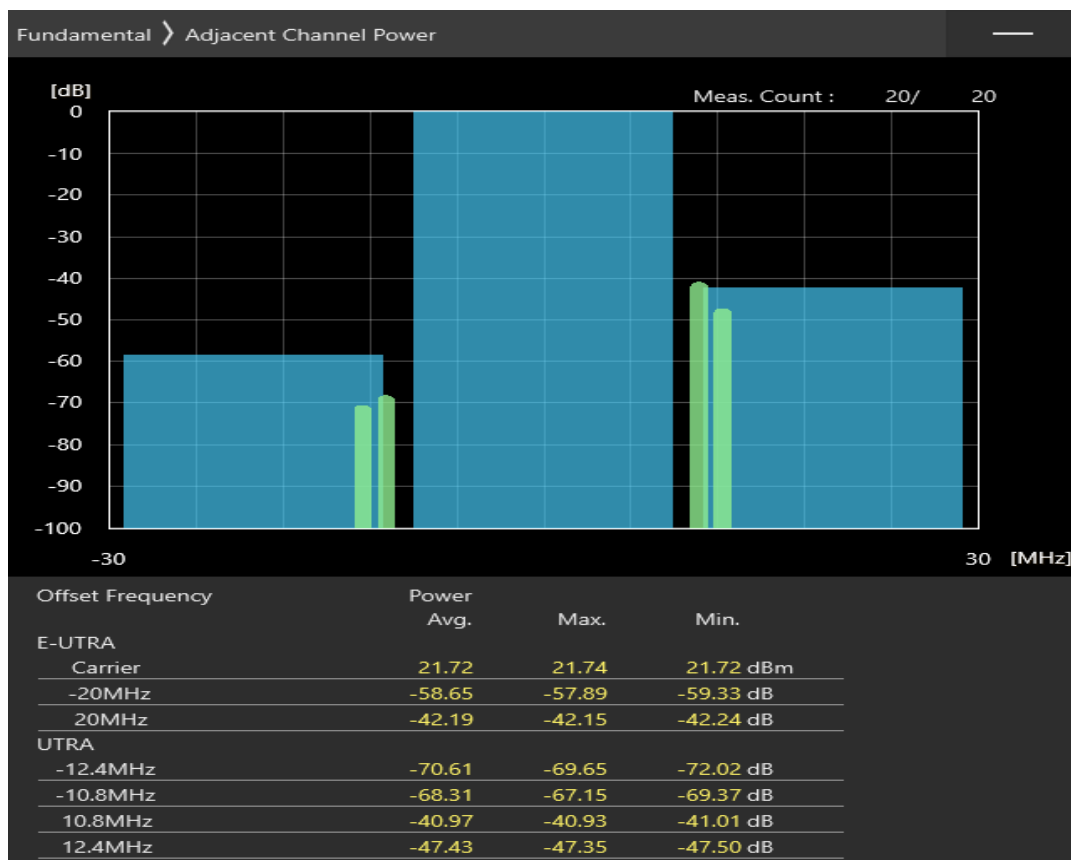 Fundamental 〉 Adjacent Channel Power
[dB]
Meas. Count : 20/ 20
0
-10
-20
-30
-40
-50
-60
-70
-80
-90
-100
-30 30 [MHz]
Offset Frequency Power
Avg. Max. Min.
E-UTRA
Carrier 21.72 21.74 21.72 dBm
-20MHz -58.65 -57.89 -59.33 dB
20MHz -42.19 -42.15 -42.24 dB
UTRA
-12.4MHz -70.61 -69.65 -72.02 dB
-10.8MHz -68.31 -67.15 -69.37 dB
10.8MHz -40.97 -40.93 -41.01 dB
12.4MHz -47.43 -47.35 -47.50 dB